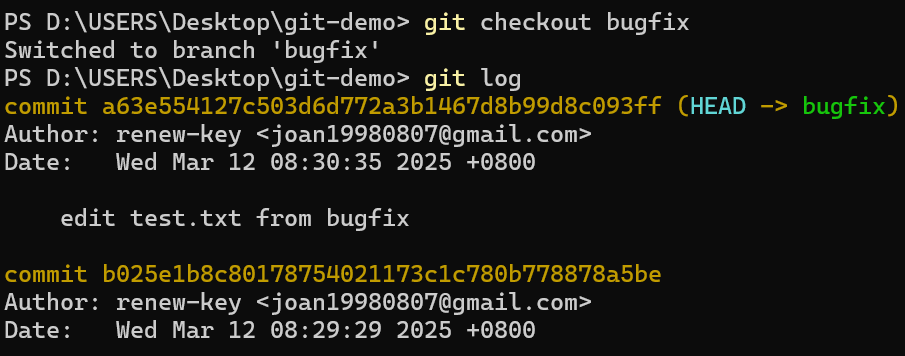 PS D:\USERS\Desktop\git-demo> git checkout bugfix
Switched to branch 'bugfix'
PS D:\USERS\Desktop\git-demo> git log
commit a63e554127c503d6d772a3b1467d8b99d8c093ff (HEAD -> bugfix)
Author: renew-key <joan19980807@gmail.com>
Date:   Wed Mar 12 08:30:35 2025 +0800
    edit test.txt from bugfix
commit b025e1b8c80178754021173c1c780b778878a5be
Author: renew-key <joan19980807@gmail.com>
Date:   Wed Mar 12 08:29:29 2025 +0800